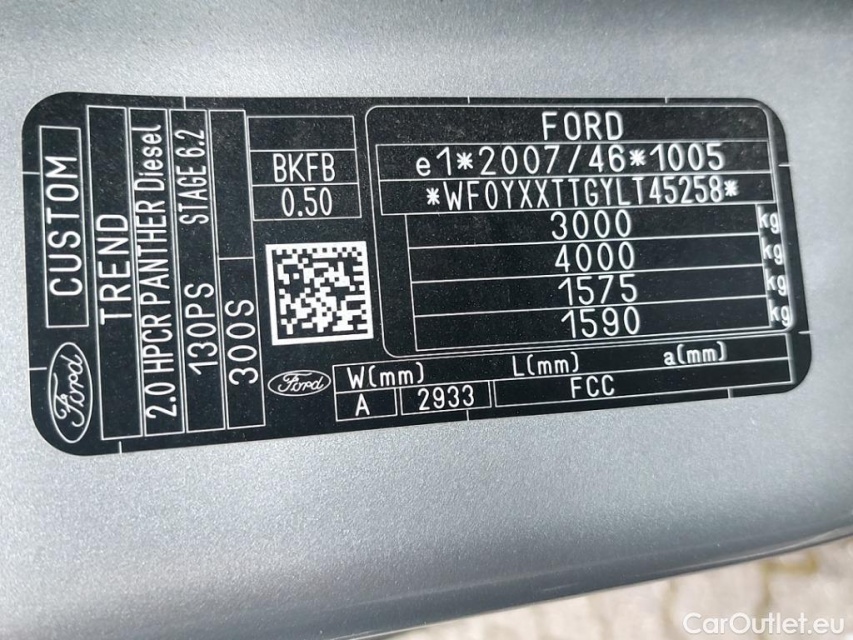 CUSTOM
TREND
2.0 HPCR PANTHER Diesel
130PS STAGE 6.2
300S
Ford
BKFB
0.50
Ford
FORD
e1*2007/46*1005
*WF0YXXTTGYLT45258*
3000 kg
4000 kg
1575 kg
1590 kg
W(mm) L(mm) a(mm)
A 2933 FCC
CarOutlet.eu